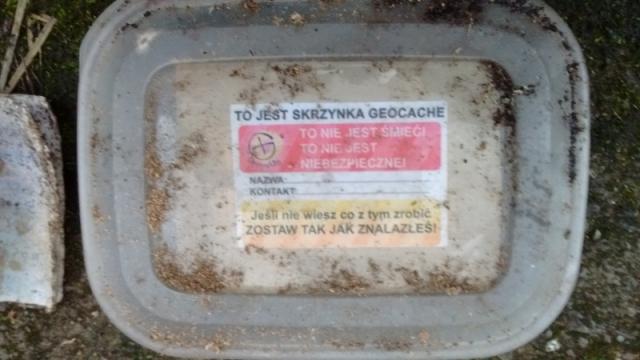 TO JEST SKRZYNKA GEOCACHE
TO NIE JEST ŚMIECI
TO NIE JEST
NIEBEZPIECZNE!
NAZWA:
KONTAKT:
Jeśli nie wiesz co z tym zrobić
ZOSTAW TAK JAK ZNALAZŁEŚ!